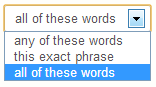 all of these words
any of these words
this exact phrase
all of these words